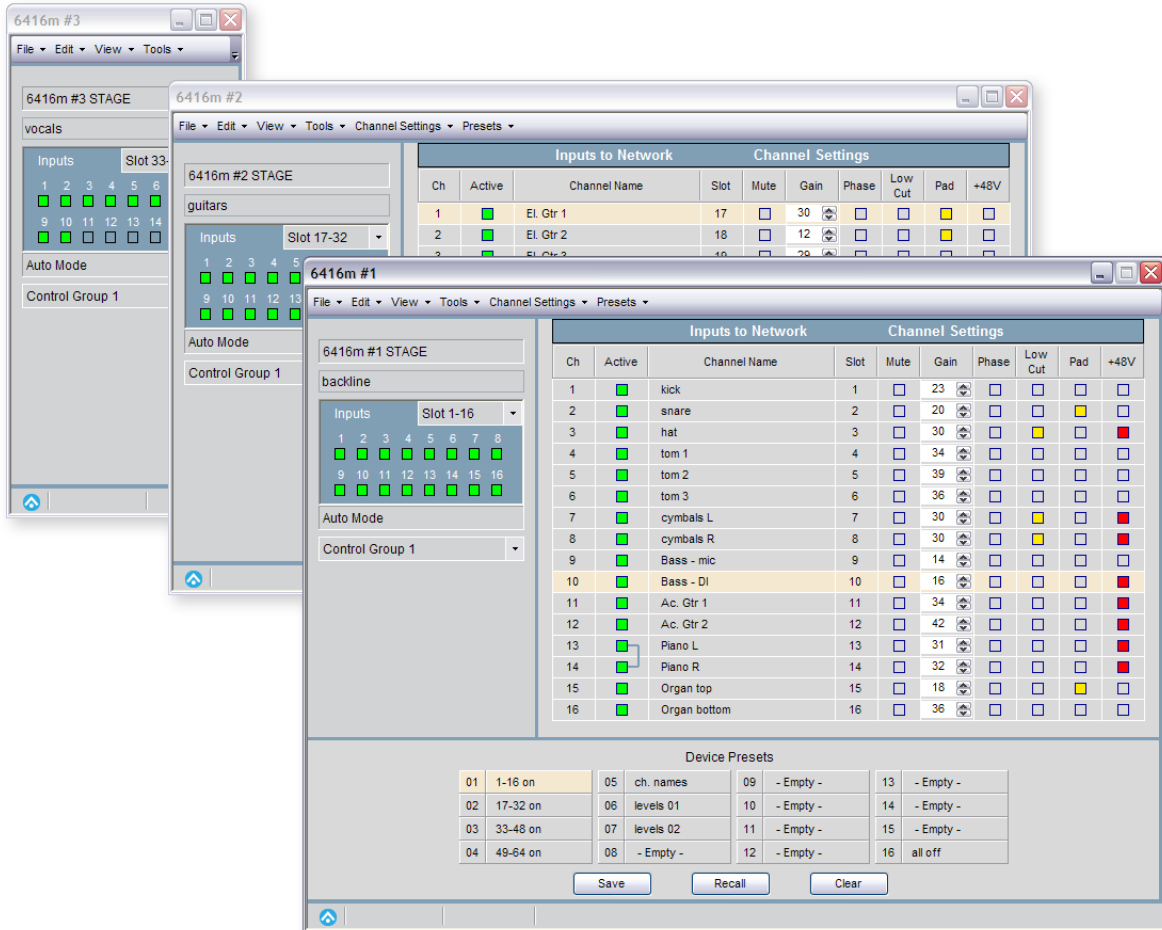 6416m #3
File Edit View Tools
6416m #3 STAGE
vocals
Inputs Slot 33-
1 2 3 4 5 6
9 10 11 12 13 14
Auto Mode
Control Group 1
6416m #2
File Edit View Tools Channel Settings Presets
6416m #2 STAGE
guitars
Inputs Slot 17-32
1 2 3 4 5
9 10 11 12 13
Auto Mode
Control Group 1
Inputs to Network Channel Settings
Ch Active Channel Name Slot Mute Gain Phase Low Cut Pad +48V
1 El. Gtr 1 17 30
2 El. Gtr 2 18 12
3 El. Gtr 3 19 29
6416m #1
File Edit View Tools Channel Settings Presets
6416m #1 STAGE
backline
Inputs Slot 1-16
1 2 3 4 5 6 7 8
9 10 11 12 13 14 15 16
Auto Mode
Control Group 1
Inputs to Network Channel Settings
Ch Active Channel Name Slot Mute Gain Phase Low Cut Pad +48V
1 kick 1 23
2 snare 2 20
3 hat 3 30
4 tom 1 4 34
5 tom 2 5 39
6 tom 3 6 36
7 cymbals L 7 30
8 cymbals R 8 30
9 Bass - mic 9 14
10 Bass - DI 10 16
11 Ac. Gtr 1 11 34
12 Ac. Gtr 2 12 42
13 Piano L 13 31
14 Piano R 14 32
15 Organ top 15 18
16 Organ bottom 16 36
Device Presets
01 1-16 on 05 ch. names 09 - Empty - 13 - Empty -
02 17-32 on 06 levels 01 10 - Empty - 14 - Empty -
03 33-48 on 07 levels 02 11 - Empty - 15 - Empty -
04 49-64 on 08 - Empty - 12 - Empty - 16 all off
Save Recall Clear